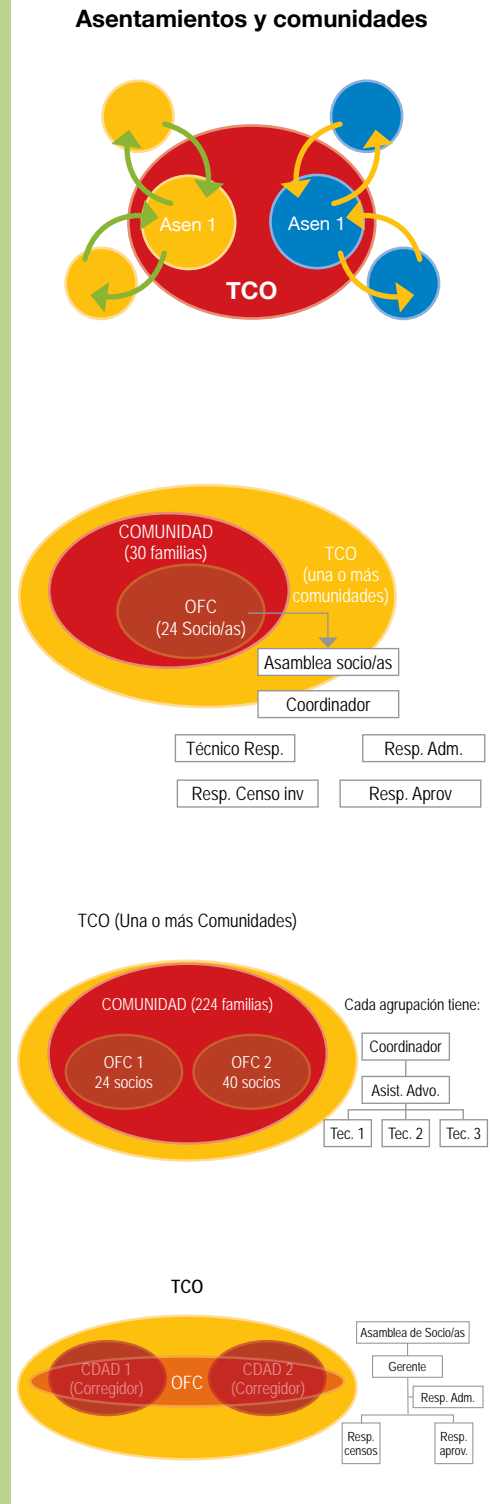 Asentamientos y comunidades
Asen 1
Asen 1
TCO
COMUNIDAD
(30 familias)
TCO
(una o más
comunidades)
OFC
(24 Socio/as)
Asamblea socio/as
Coordinador
Técnico Resp.
Resp. Adm.
Resp. Censo inv
Resp. Aprov
TCO (Una o más Comunidades)
COMUNIDAD (224 familias)
OFC 1
24 socios
OFC 2
40 socios
Cada agrupación tiene:
Coordinador
Asist. Advo.
Tec. 1
Tec. 2
Tec. 3
TCO
CDAD 1
(Corregidor)
OFC
CDAD 2
(Corregidor)
Asamblea de Socio/as
Gerente
Resp. Adm.
Resp.
censos
Resp.
aprov.